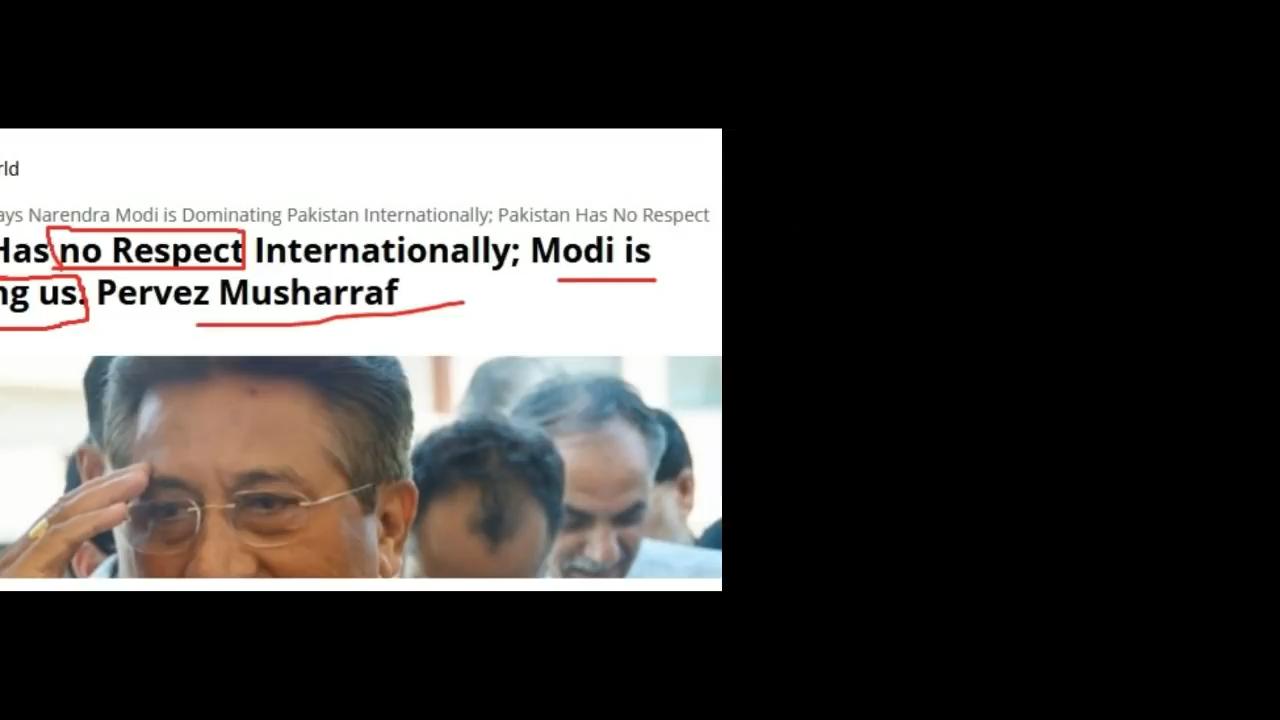 rld
ays Narendra Modi is Dominating Pakistan Internationally; Pakistan Has No Respect
Has no Respect Internationally; Modi is
ng us. Pervez Musharraf